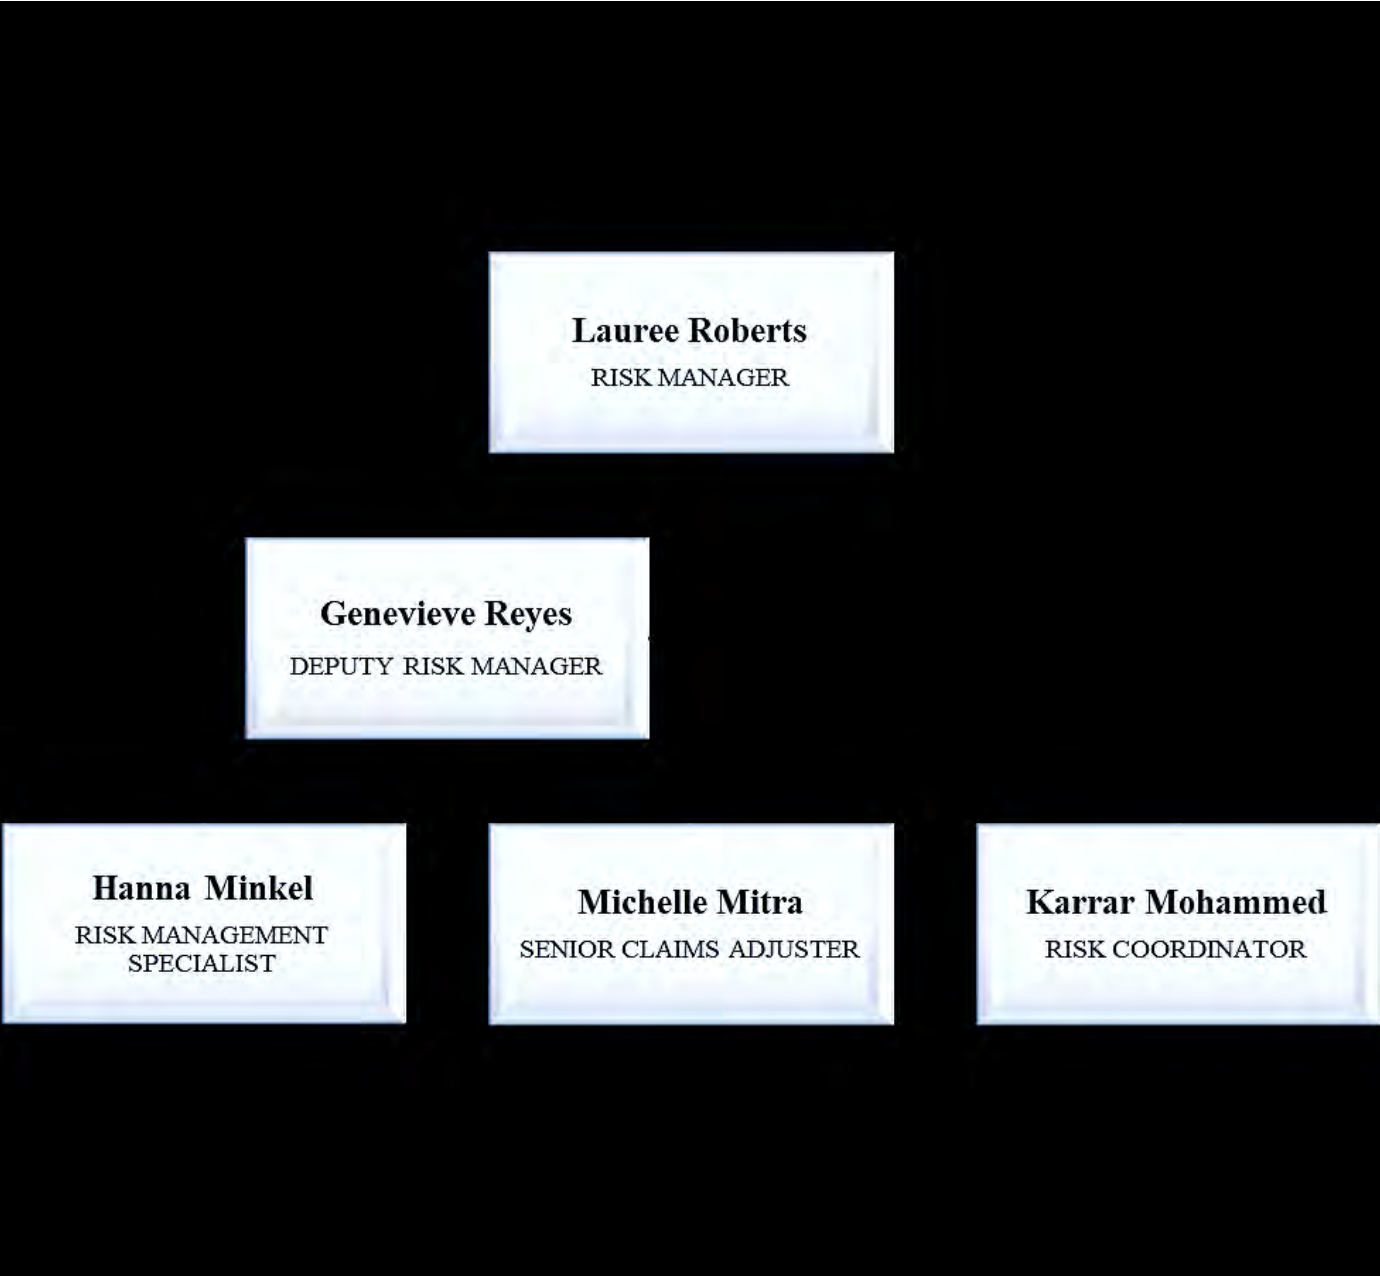 Lauree Roberts
RISK MANAGER
Genevieve Reyes
DEPUTY RISK MANAGER
Hanna Minkel
RISK MANAGEMENT
SPECIALIST
Michelle Mitra
SENIOR CLAIMS ADJUSTER
Karrar Mohammed
RISK COORDINATOR